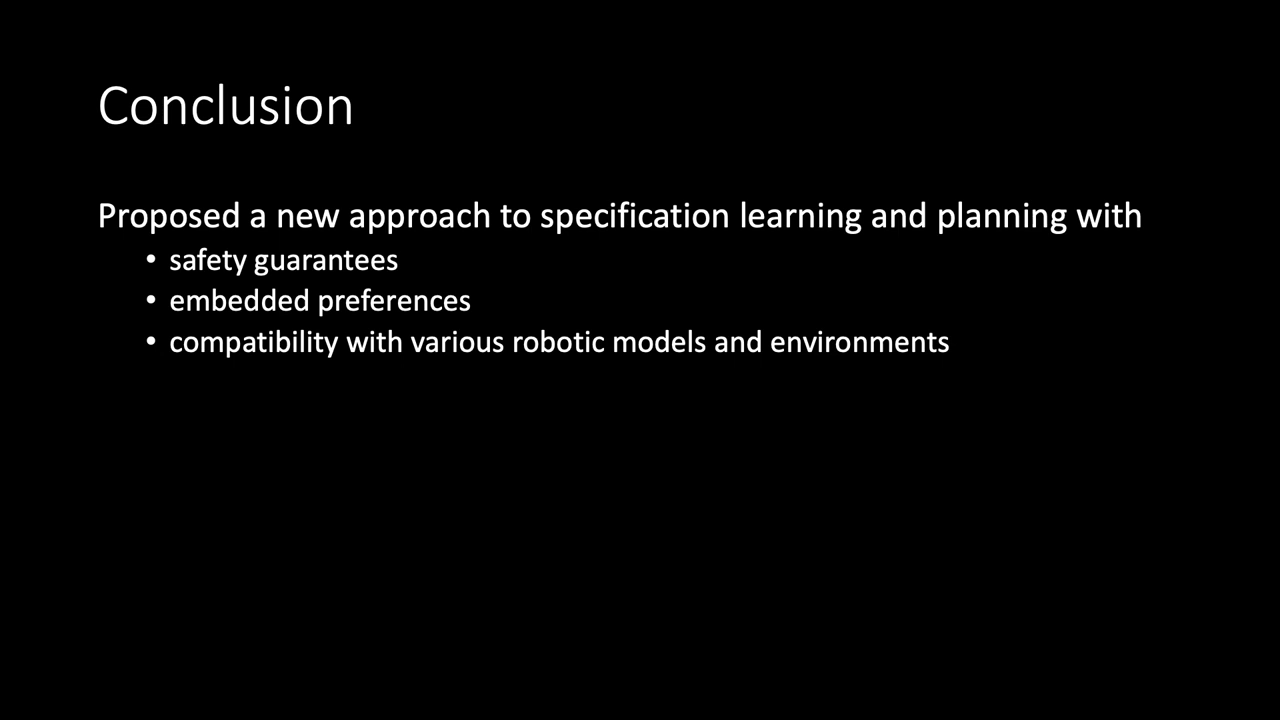 Conclusion
Proposed a new approach to specification learning and planning with
• safety guarantees
• embedded preferences
• compatibility with various robotic models and environments